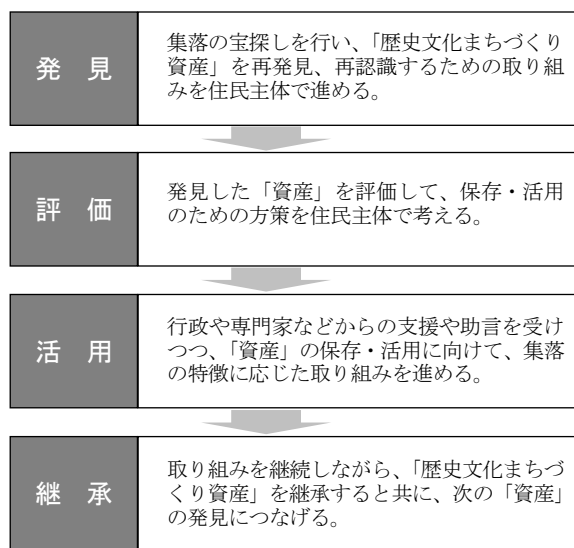 発 見
集落の宝探しを行い、「歴史文化まちづくり
資産」を再発見、再認識するための取り組
みを住民主体で進める。
評 価
発見した「資産」を評価して、保存・活用
のための方策を住民主体で考える。
活 用
行政や専門家などからの支援や助言を受け
つつ、「資産」の保存・活用に向けて、集落
の特徴に応じた取り組みを進める。
継 承
取り組みを継続しながら、「歴史文化まちづ
くり資産」を継承すると共に、次の「資産」
の発見につなげる。